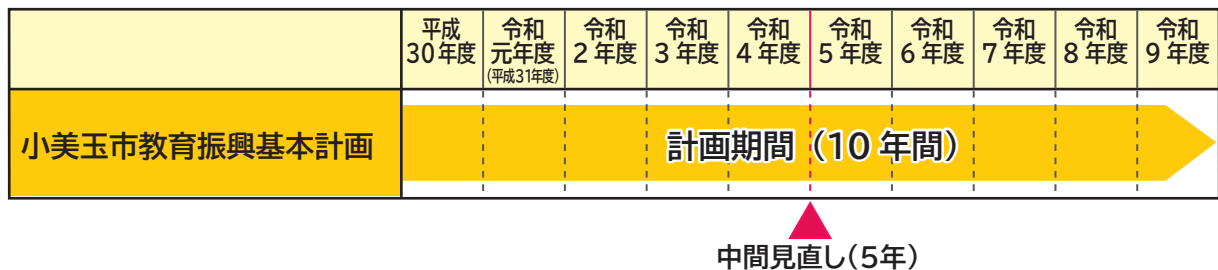 平成
30年度
令和
元年度
(平成31年度)
令和
2年度
令和
3年度
令和
4年度
令和
5年度
令和
6年度
令和
7年度
令和
8年度
令和
9年度
小美玉市教育振興基本計画
計画期間（10年間）
中間見直し(5年)